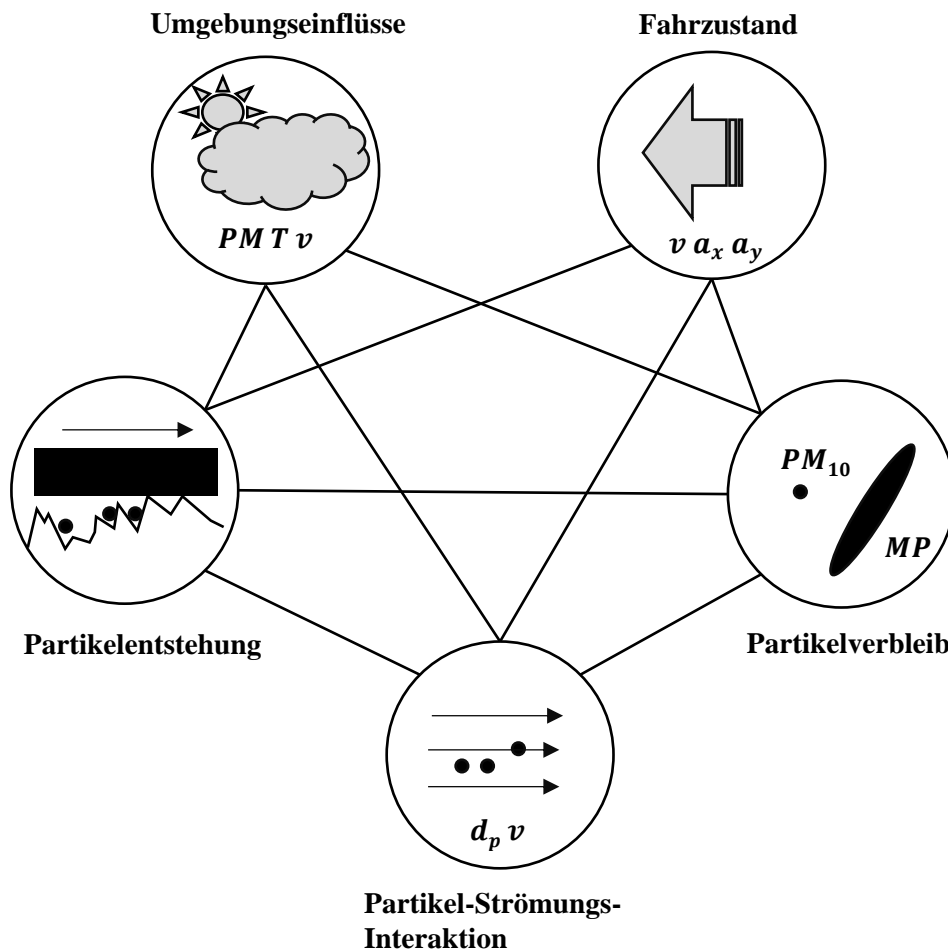 Umgebungseinflüsse
Fahrzustand
PM T v
v a_x a_y
PM_10
MP
Partikelentstehung
Partikelverbleib
d_p v
Partikel-Strömungs-
Interaktion